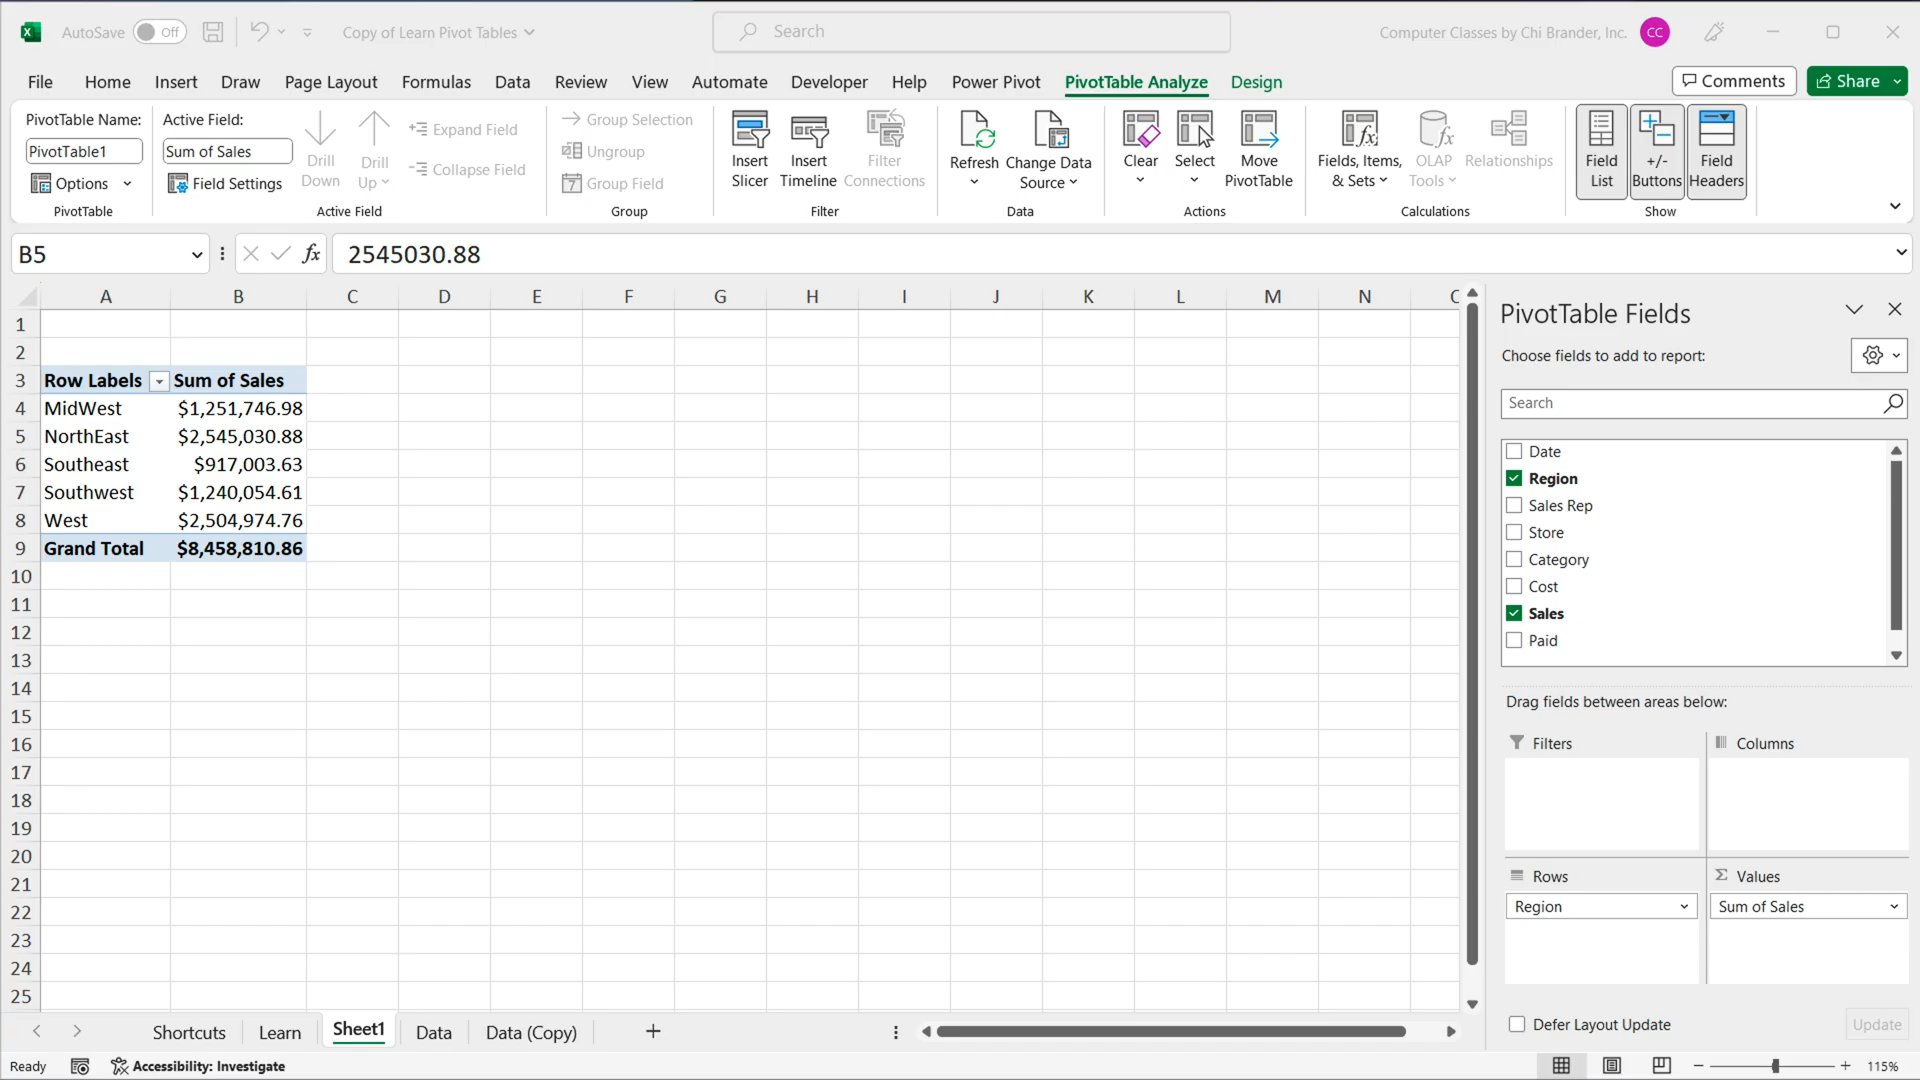 AutoSave Off Copy of Learn Pivot Tables Search Computer Classes by Chi Brander, Inc. CC
File Home Insert Draw Page Layout Formulas Data Review View Automate Developer Help Power Pivot PivotTable Analyze Design Comments Share
PivotTable Name:
PivotTable1
Options
PivotTable
Active Field:
Sum of Sales
Field Settings
Drill Down
Drill Up
Expand Field
Collapse Field
Active Field
Group Selection
Ungroup
7 Group Field
Group
Insert Slicer
Insert Timeline
Filter Connections
Filter
Refresh
Change Data Source
Data
Clear
Select
Move PivotTable
Actions
Fields, Items, & Sets
OLAP Tools
Relationships
Calculations
Field List
+/- Buttons
Field Headers
Show
B5 fx 2545030.88
A B C D E F G H I J K L M N
1
2
3 Row Labels Sum of Sales
4 MidWest $1,251,746.98
5 NorthEast $2,545,030.88
6 Southeast $917,003.63
7 Southwest $1,240,054.61
8 West $2,504,974.76
9 Grand Total $8,458,810.86
10
11
12
13
14
15
16
17
18
19
20
21
22
23
24
25
PivotTable Fields
Choose fields to add to report:
Search
Date
Region
Sales Rep
Store
Category
Cost
Sales
Paid
Drag fields between areas below:
Filters
Columns
Rows
Region
Σ Values
Sum of Sales
Defer Layout Update Update
Shortcuts Learn Sheet1 Data Data (Copy) +
Ready Accessibility: Investigate 115%